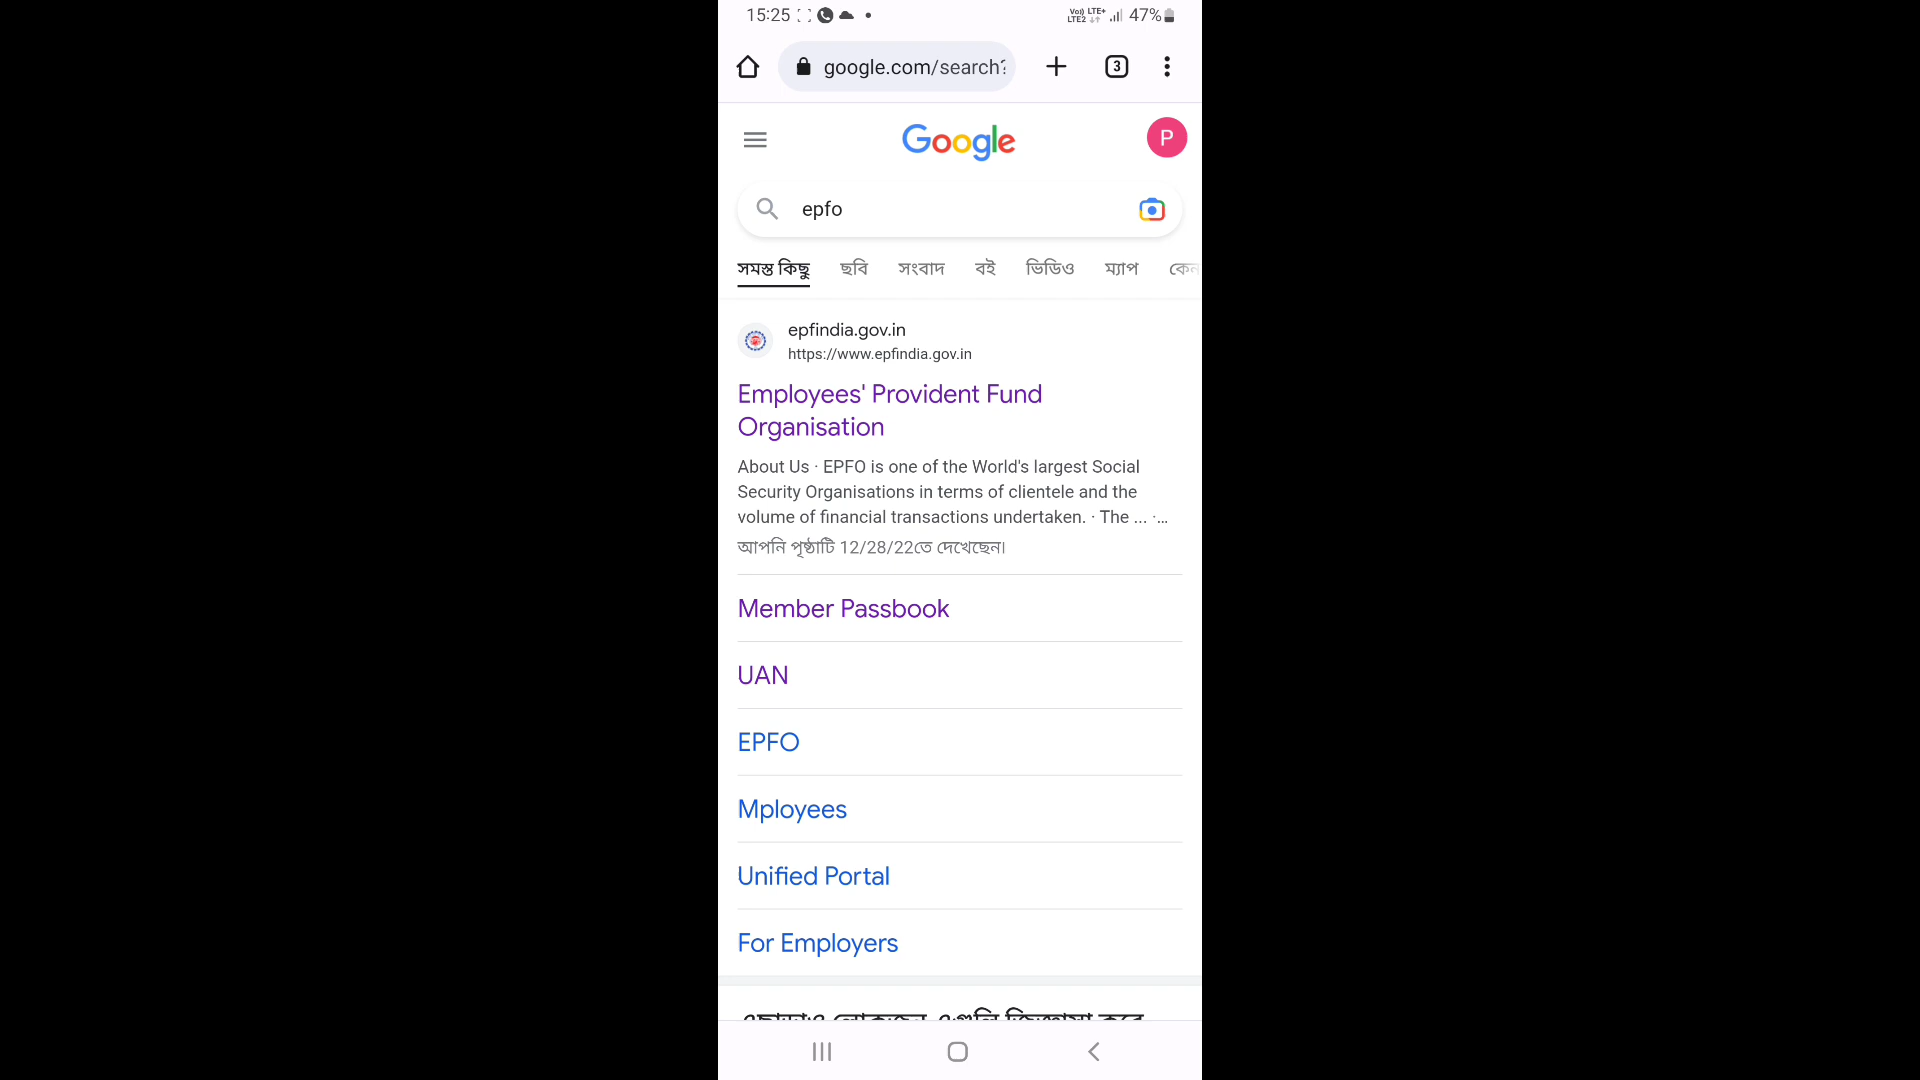 15:25
Vo)) LTE+ LTE2 47%
google.com/search?
3
Google
P
epfo
সমস্ত কিছু ছবি সংবাদ বই ভিডিও ম্যাপ
epfindia.gov.in
https://www.epfindia.gov.in
Employees' Provident Fund
Organisation
About Us · EPFO is one of the World's largest Social
Security Organisations in terms of clientele and the
volume of financial transactions undertaken. · The ... ·...
আপনি পৃষ্ঠাটি 12/28/22তে দেখেছেন।
Member Passbook
UAN
EPFO
Mployees
Unified Portal
For Employers